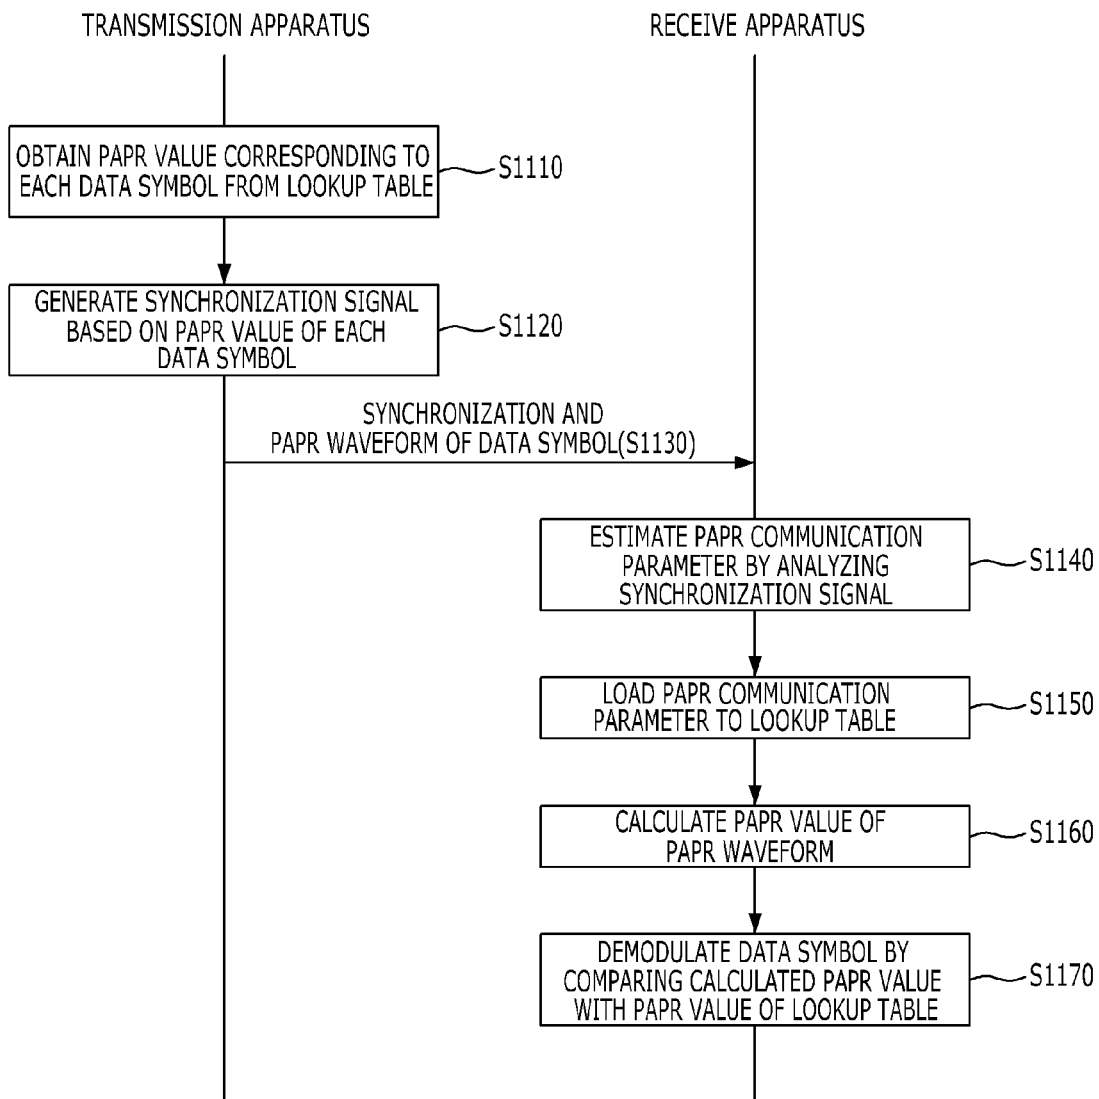 TRANSMISSION APPARATUS
RECEIVE APPARATUS
OBTAIN PAPR VALUE CORRESPONDING TO
EACH DATA SYMBOL FROM LOOKUP TABLE
S1110
GENERATE SYNCHRONIZATION SIGNAL
BASED ON PAPR VALUE OF EACH
DATA SYMBOL
S1120
SYNCHRONIZATION AND
PAPR WAVEFORM OF DATA SYMBOL(S1130)
ESTIMATE PAPR COMMUNICATION
PARAMETER BY ANALYZING
SYNCHRONIZATION SIGNAL
S1140
LOAD PAPR COMMUNICATION
PARAMETER TO LOOKUP TABLE
S1150
CALCULATE PAPR VALUE OF
PAPR WAVEFORM
S1160
DEMODULATE DATA SYMBOL BY
COMPARING CALCULATED PAPR VALUE
WITH PAPR VALUE OF LOOKUP TABLE
S1170